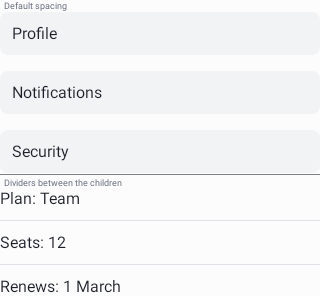 Default spacing
Profile
Notifications
Security
Dividers between the children
Plan: Team
Seats: 12
Renews: 1 March